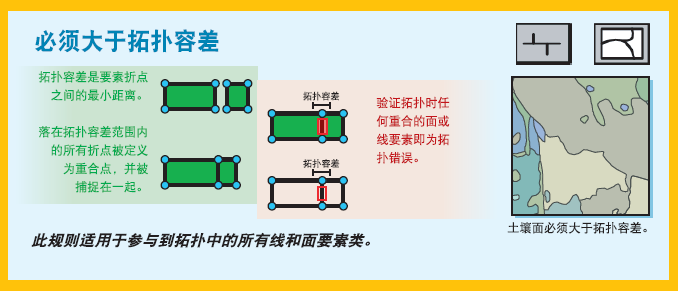 必须大于拓扑容差
拓扑容差是要素折点
之间的最小距离。
落在拓扑容差范围内
的所有折点被定义
为重合点，并被
捕捉在一起。
拓扑容差
拓扑容差
验证拓扑时任
何重合的面或
线要素即为拓
扑错误。
土壤面必须大于拓扑容差。
此规则适用于参与到拓扑中的所有线和面要素类。